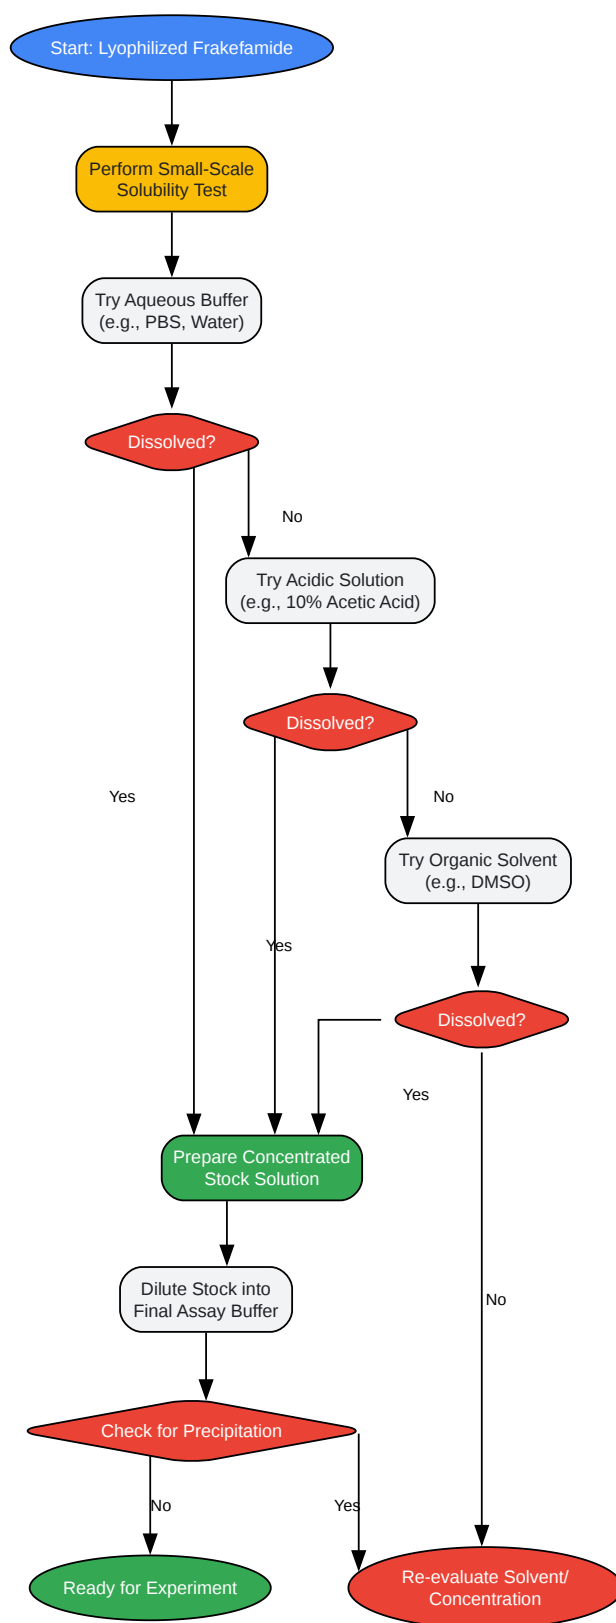 Start: Lyophilized Frakefamide
Perform Small-Scale
Solubility Test
Try Aqueous Buffer
(e.g., PBS, Water)
Dissolved?
No
Try Acidic Solution
(e.g., 10% Acetic Acid)
Dissolved?
Yes
No
Try Organic Solvent
(e.g., DMSO)
Yes
Dissolved?
Yes
Prepare Concentrated
Stock Solution
Dilute Stock into
Final Assay Buffer
No
Check for Precipitation
No
Yes
Ready for Experiment
Re-evaluate Solvent/
Concentration